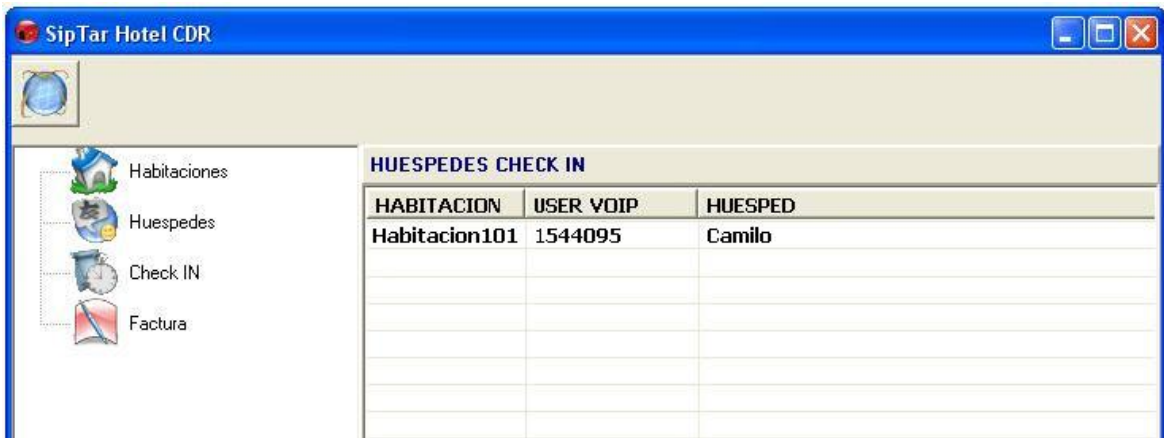 SipTar Hotel CDR
Habitaciones
Huespedes
Check IN
Factura
HUESPEDES CHECK IN
HABITACION USER VOIP HUESPED
Habitacion101 1544095 Camilo